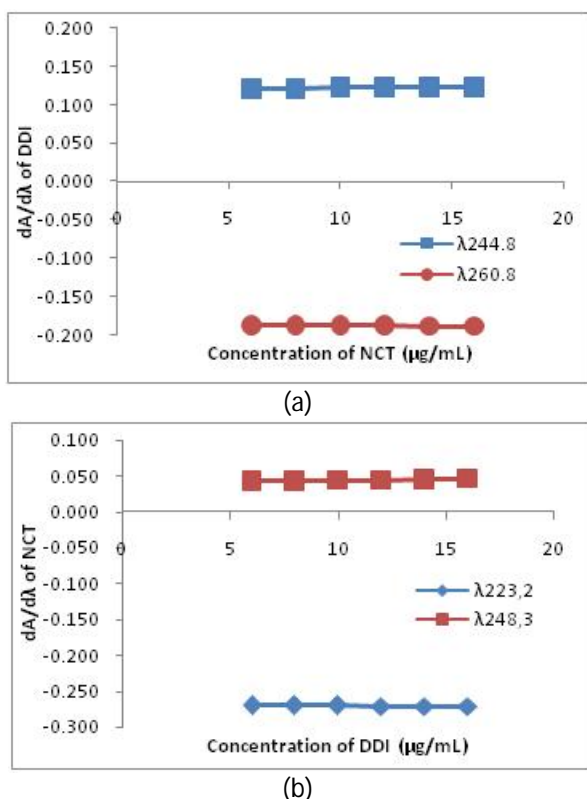 0.200
0.150
0.100
0.050
0.000
-0.050
-0.100
-0.150
-0.200
0
5
10
15
20
dA/dλ of DDI
λ244.8
λ260.8
Concentration of NCT (µg/mL)
(a)
0.100
0.050
0.000
-0.050
-0.100
-0.150
-0.200
-0.250
-0.300
0
5
10
15
20
dA/dλ of NCT
λ223,2
λ248,3
Concentration of DDI (µg/mL)
(b)